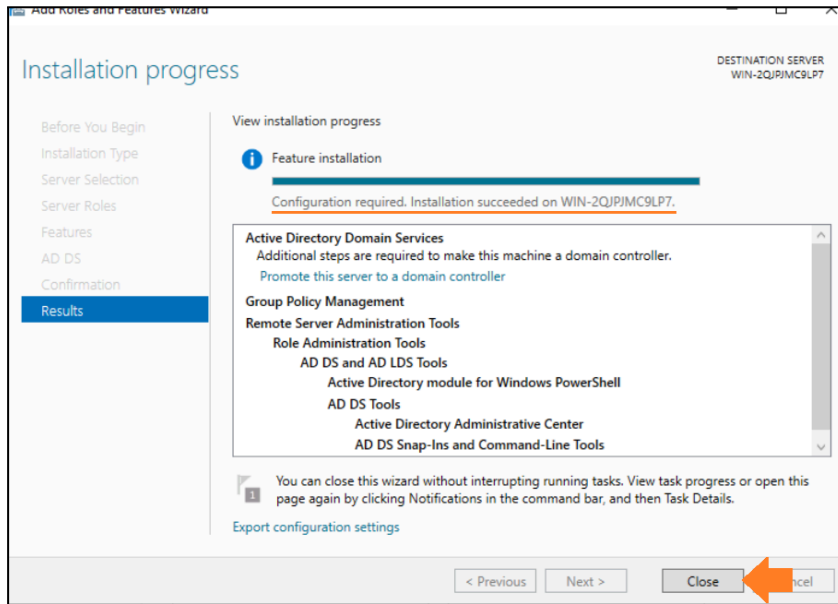 Add Roles and Features Wizard
Installation progress
DESTINATION SERVER
WIN-2QJPJMC9LP7
Before You Begin
Installation Type
Server Selection
Server Roles
Features
AD DS
Confirmation
Results
View installation progress
Feature installation
Configuration required. Installation succeeded on WIN-2QJPJMC9LP7.
Active Directory Domain Services
Additional steps are required to make this machine a domain controller.
Promote this server to a domain controller
Group Policy Management
Remote Server Administration Tools
Role Administration Tools
AD DS and AD LDS Tools
Active Directory module for Windows PowerShell
AD DS Tools
Active Directory Administrative Center
AD DS Snap-Ins and Command-Line Tools
1
You can close this wizard without interrupting running tasks. View task progress or open this
page again by clicking Notifications in the command bar, and then Task Details.
Export configuration settings
< Previous Next > Close ncel